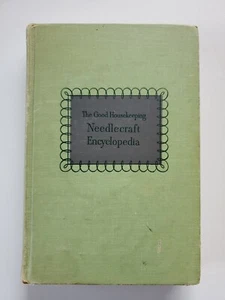 The Good Housekeeping
Needlecraft
Encyclopedia